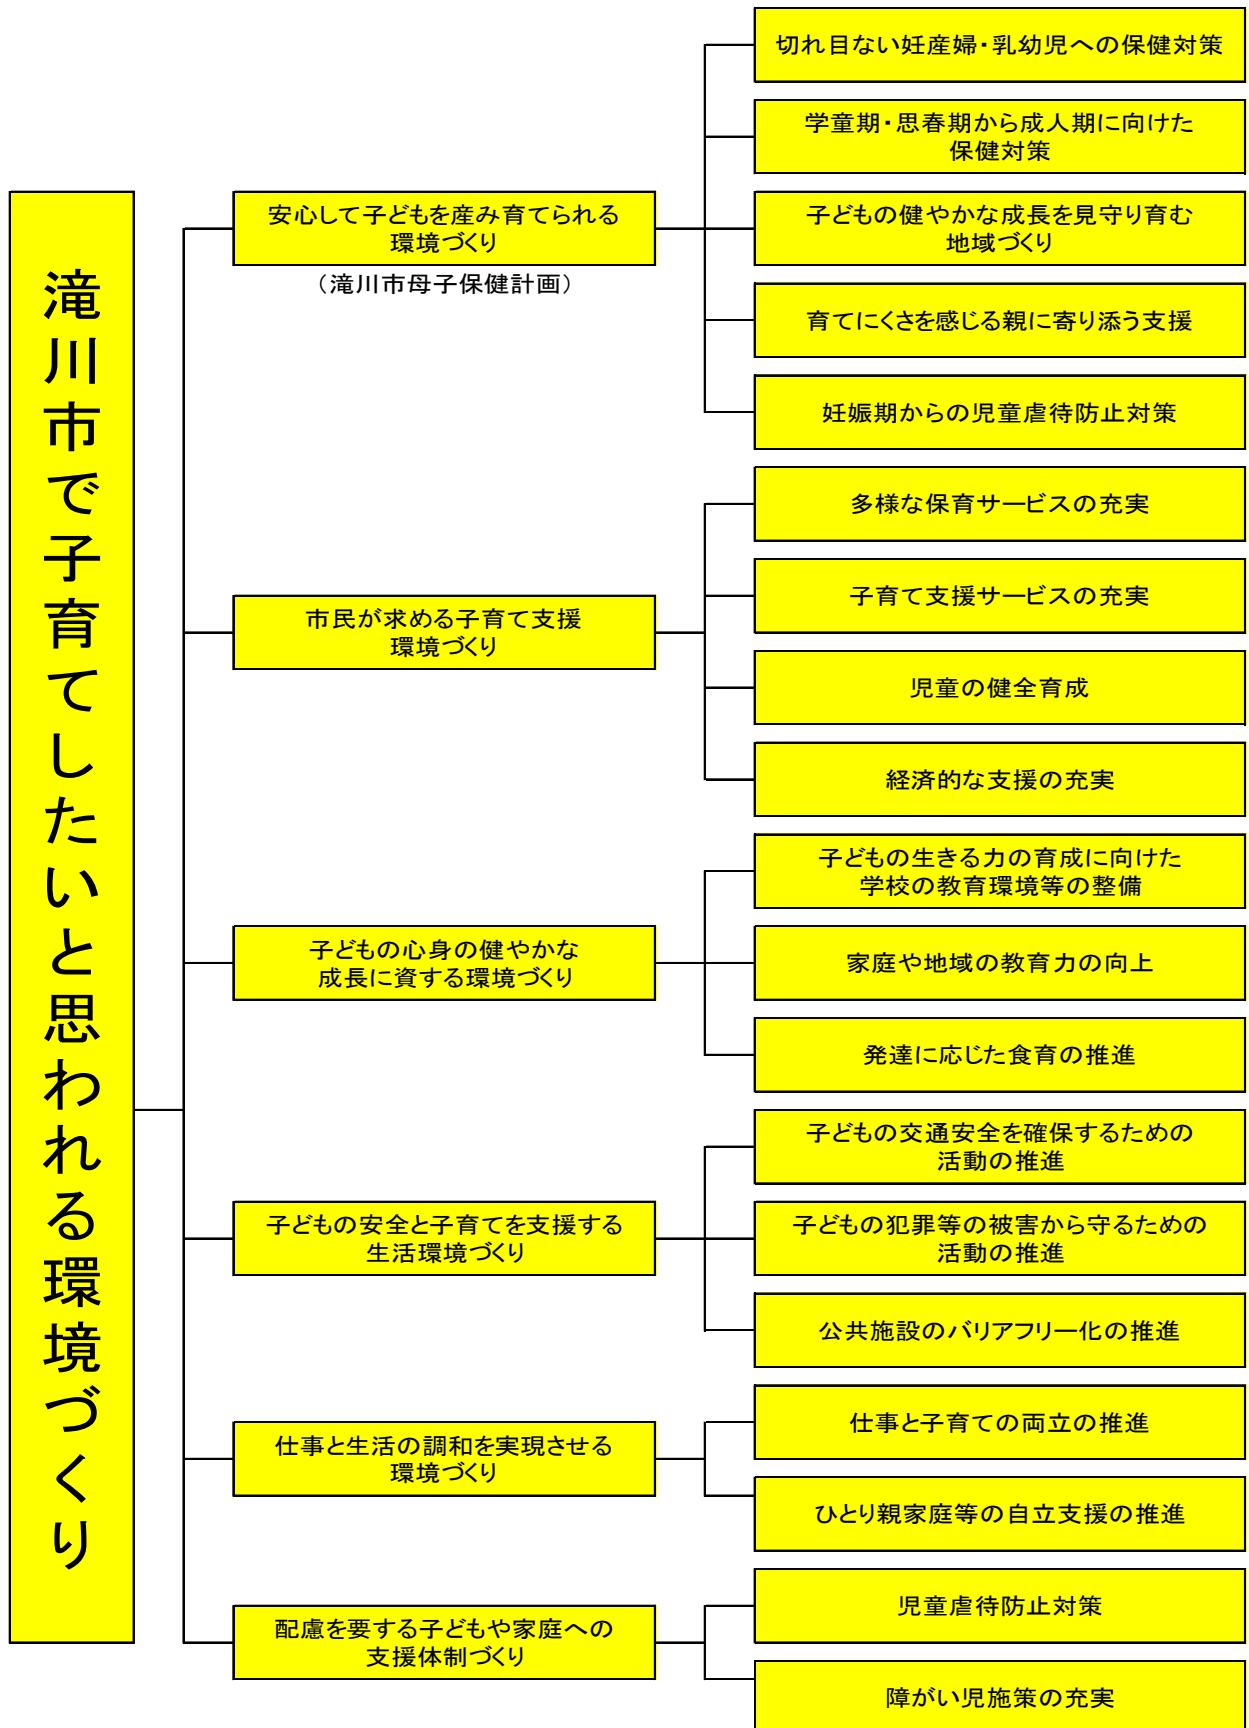 滝川市で子育てしたいと思われる環境づくり
安心して子どもを産み育てられる
環境づくり
（滝川市母子保健計画）
切れ目ない妊産婦・乳幼児への保健対策
学童期・思春期から成人期に向けた
保健対策
子どもの健やかな成長を見守り育む
地域づくり
育てにくさを感じる親に寄り添う支援
妊娠期からの児童虐待防止対策
市民が求める子育て支援
環境づくり
多様な保育サービスの充実
子育て支援サービスの充実
児童の健全育成
経済的な支援の充実
子どもの心身の健やかな
成長に資する環境づくり
子どもの生きる力の育成に向けた
学校の教育環境等の整備
家庭や地域の教育力の向上
発達に応じた食育の推進
子どもの安全と子育てを支援する
生活環境づくり
子どもの交通安全を確保するための
活動の推進
子どもの犯罪等の被害から守るための
活動の推進
公共施設のバリアフリー化の推進
仕事と生活の調和を実現させる
環境づくり
仕事と子育ての両立の推進
ひとり親家庭等の自立支援の推進
配慮を要する子どもや家庭への
支援体制づくり
児童虐待防止対策
障がい児施策の充実